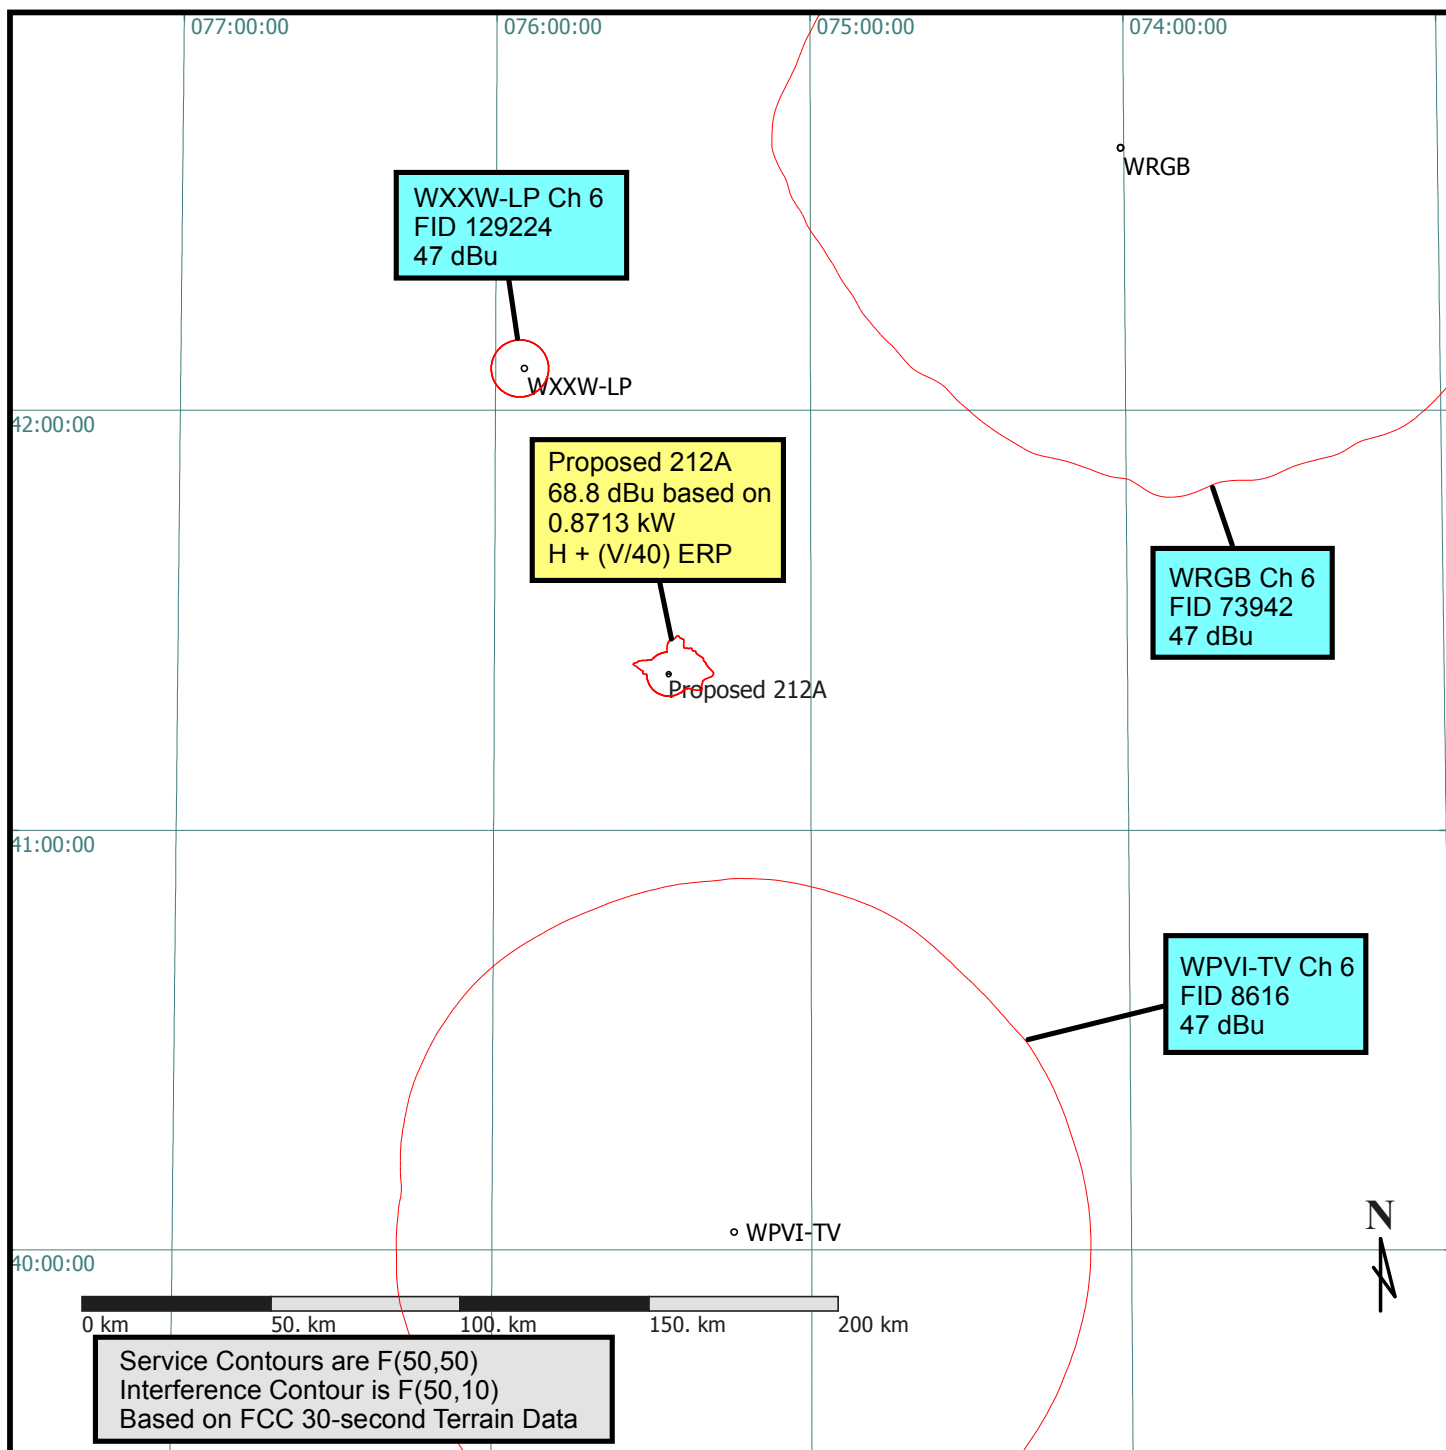 077:00:00
076:00:00
075:00:00
074:00:00
WRGB
WXXW-LP Ch 6
FID 129224
47 dBu
WXXW-LP
42:00:00
Proposed 212A
68.8 dBu based on
0.8713 kW
H + (V/40) ERP
WRGB Ch 6
FID 73942
47 dBu
Proposed 212A
41:00:00
WPVI-TV Ch 6
FID 8616
47 dBu
WPVI-TV
N
40:00:00
0 km
50. km
100. km
150. km
200 km
Service Contours are F(50,50)
Interference Contour is F(50,10)
Based on FCC 30-second Terrain Data